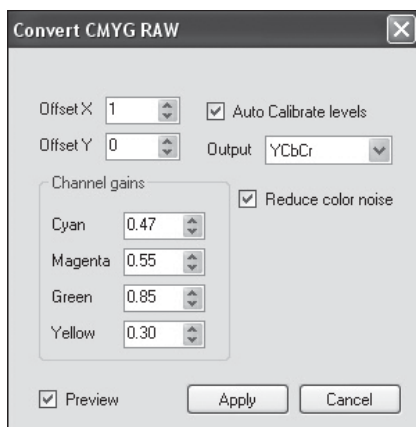 Convert CMYG RAW
Offset X 1
Auto Calibrate levels
Offset Y 0
Output YCbCr
Channel gains
Reduce color noise
Cyan 0.47
Magenta 0.55
Green 0.85
Yellow 0.30
Preview
Apply
Cancel